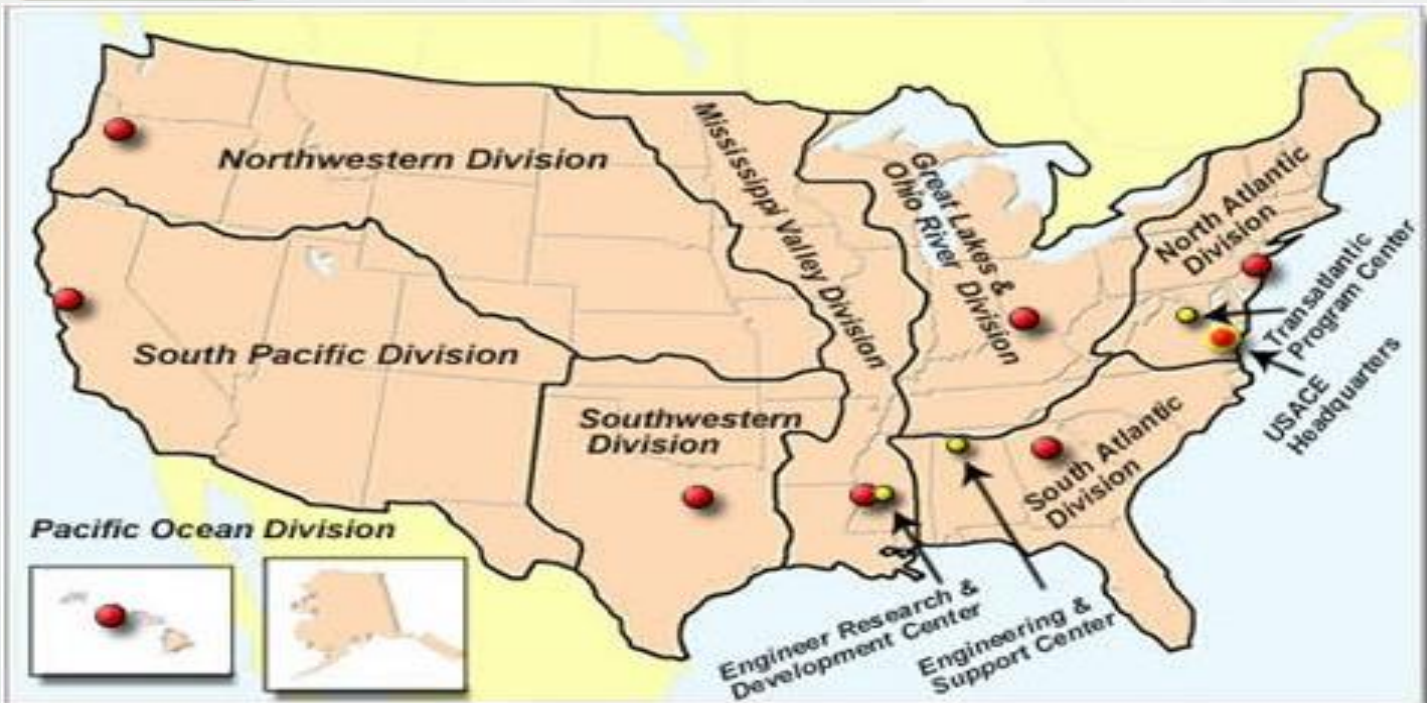 Northwestern Division
Mississippi Valley Division
Great Lakes &
Ohio River Division
North Atlantic
Division
Transatlantic
Program Center
USACE
Headquarters
South Pacific Division
Southwestern
Division
South Atlantic
Division
Pacific Ocean Division
Engineer Research &
Development Center
Engineering &
Support Center